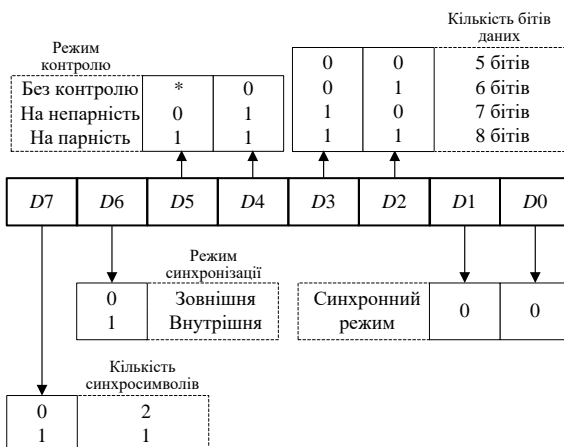 Кількість бітів
даних
Режим
контролю
Без контролю * 0
На непарність 0 1
На парність 1 1
0 0 5 бітів
0 1 6 бітів
1 0 7 бітів
1 1 8 бітів
D7 D6 D5 D4 D3 D2 D1 D0
Режим
синхронізації
0 Зовнішня
1 Внутрішня
Синхронний
режим
0 0
Кількість
синхросимволів
0 2
1 1